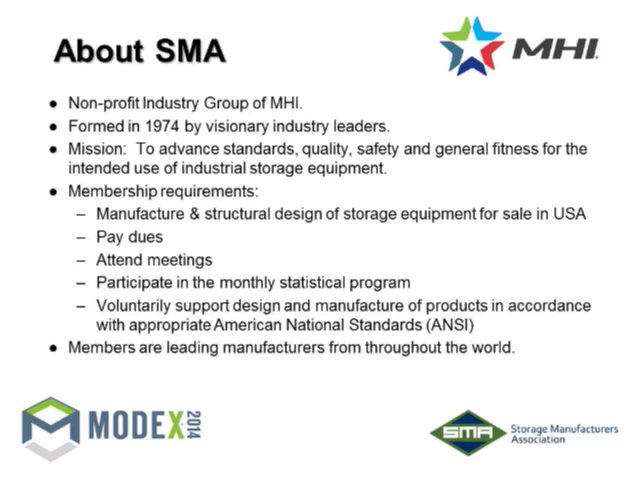 About SMA
MHI.
● Non-profit Industry Group of MHI.
● Formed in 1974 by visionary industry leaders.
● Mission: To advance standards, quality, safety and general fitness for the
intended use of industrial storage equipment.
● Membership requirements:
– Manufacture & structural design of storage equipment for sale in USA
– Pay dues
– Attend meetings
– Participate in the monthly statistical program
– Voluntarily support design and manufacture of products in accordance
with appropriate American National Standards (ANSI)
● Members are leading manufacturers from throughout the world.
MODEX 2014
SMA
Storage Manufacturers
Association